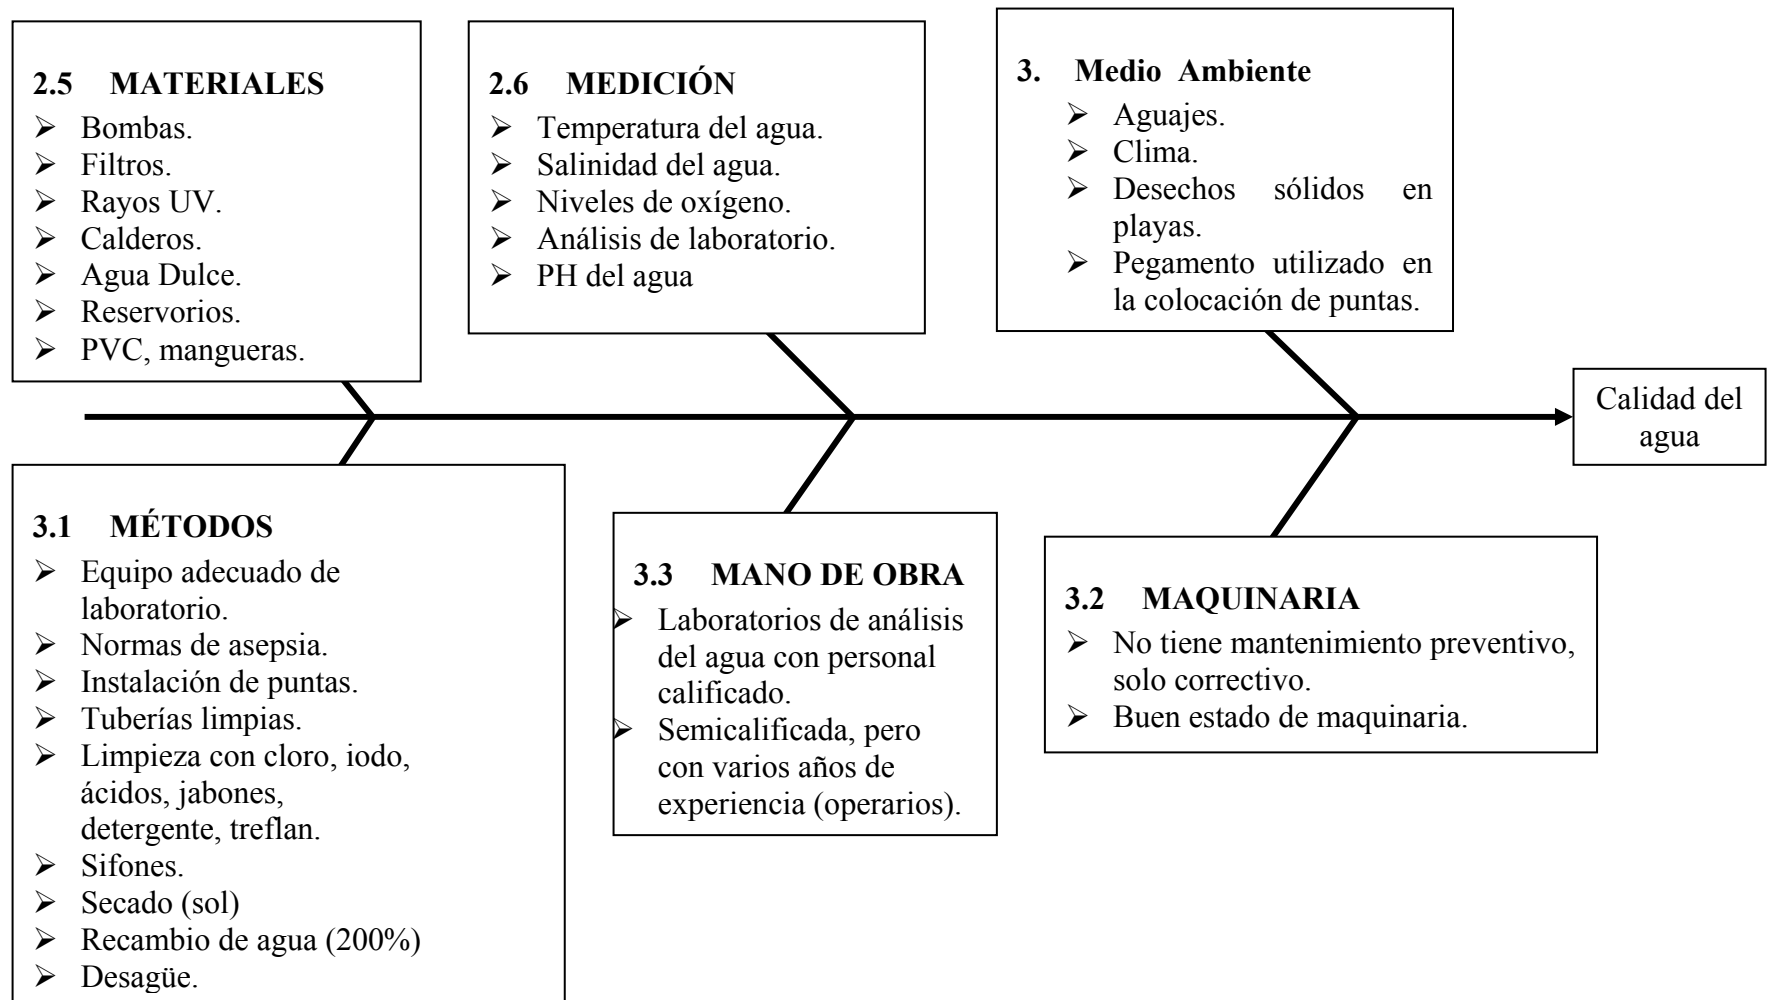 2.5 MATERIALES
➢ Bombas.
➢ Filtros.
➢ Rayos UV.
➢ Calderos.
➢ Agua Dulce.
➢ Reservorios.
➢ PVC, mangueras.
2.6 MEDICIÓN
➢ Temperatura del agua.
➢ Salinidad del agua.
➢ Niveles de oxígeno.
➢ Análisis de laboratorio.
➢ PH del agua
3. Medio Ambiente
➢ Aguajes.
➢ Clima.
➢ Desechos sólidos en
playas.
➢ Pegamento utilizado en
la colocación de puntas.
Calidad del
agua
3.1 MÉTODOS
➢ Equipo adecuado de
laboratorio.
➢ Normas de asepsia.
➢ Instalación de puntas.
➢ Tuberías limpias.
➢ Limpieza con cloro, iodo,
ácidos, jabones,
detergente, treflan.
➢ Sifones.
➢ Secado (sol)
➢ Recambio de agua (200%)
➢ Desagüe.
3.3 MANO DE OBRA
➢ Laboratorios de análisis
del agua con personal
calificado.
➢ Semicalificada, pero
con varios años de
experiencia (operarios).
3.2 MAQUINARIA
➢ No tiene mantenimiento preventivo,
solo correctivo.
➢ Buen estado de maquinaria.